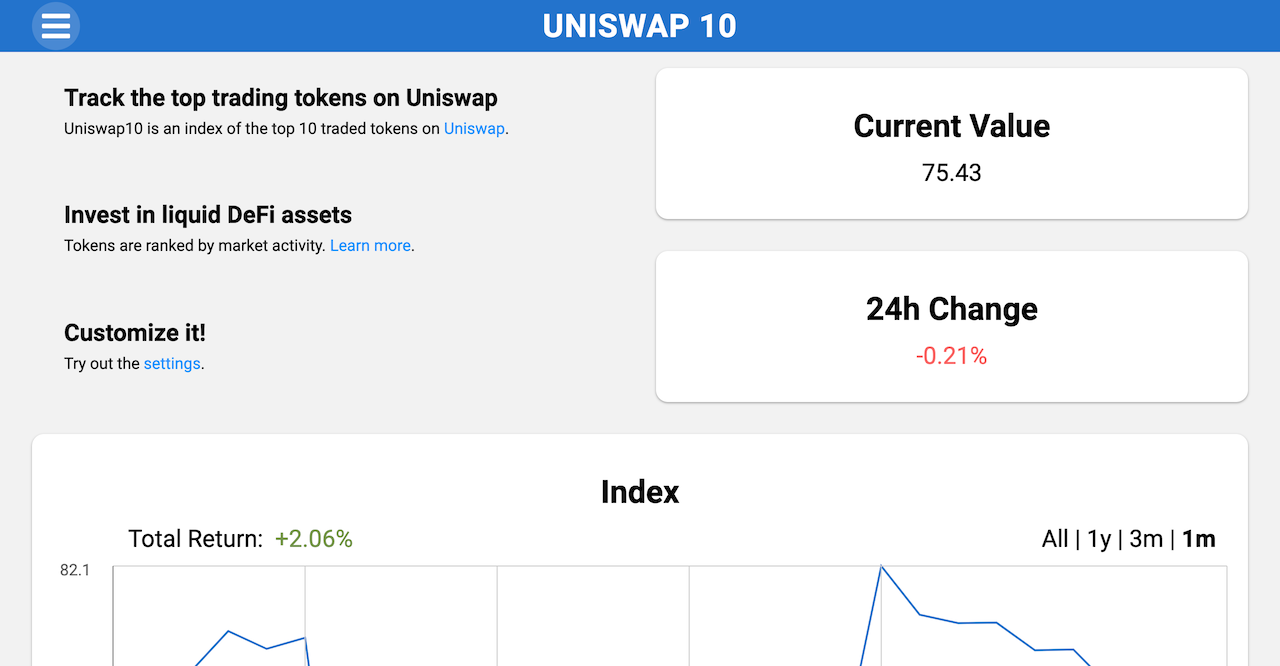 UNISWAP 10
Track the top trading tokens on Uniswap
Uniswap10 is an index of the top 10 traded tokens on Uniswap.
Invest in liquid DeFi assets
Tokens are ranked by market activity. Learn more.
Customize it!
Try out the settings.
Current Value
75.43
24h Change
-0.21%
Index
Total Return: +2.06%
All | 1y | 3m | 1m
82.1